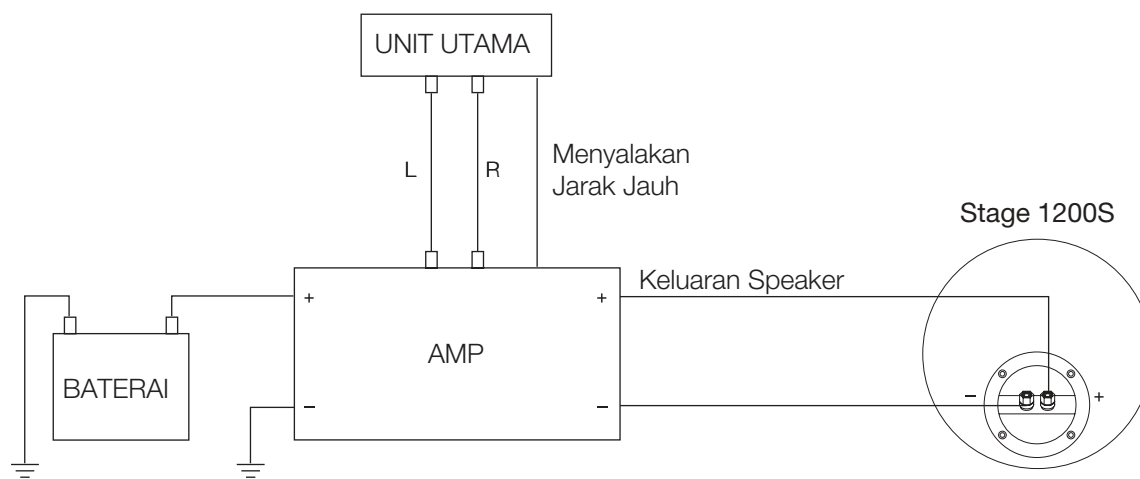 UNIT UTAMA
L
R
Menyalakan
Jarak Jauh
Stage 1200S
Keluaran Speaker
+
+
AMP
BATERAI
–
–
–
+